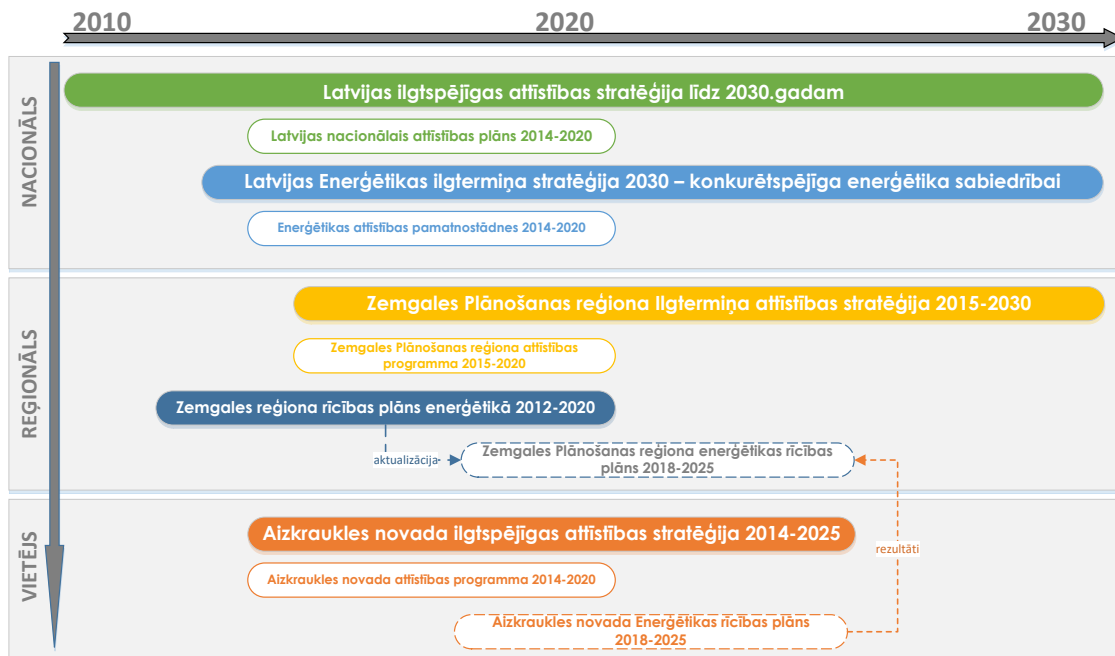 2010
2020
2030
NACIONĀLS
Latvijas ilgtspējīgas attīstības stratēģija līdz 2030.gadam
Latvijas nacionālais attīstības plāns 2014-2020
Latvijas Enerģētikas ilgtermiņa stratēģija 2030 – konkurētspējīga enerģētika sabiedrībai
Enerģētikas attīstības pamatnostādnes 2014-2020
REĢIONĀLS
Zemgales Plānošanas reģiona Ilgtermiņa attīstības stratēģija 2015-2030
Zemgales Plānošanas reģiona attīstības
programma 2015-2020
Zemgales reģiona rīcības plāns enerģētikā 2012-2020
aktualizācija
Zemgales Plānošanas reģiona enerģētikas rīcības
plāns 2018-2025
VIETĒJS
Aizkraukles novada ilgtspējīgas attīstības stratēģija 2014-2025
rezultāti
Aizkraukles novada attīstības programma 2014-2020
Aizkraukles novada Enerģētikas rīcības plāns
2018-2025